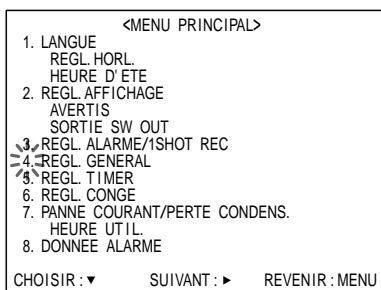 <MENU PRINCIPAL>
1. LANGUE
REGL. HORL.
HEURE D'ETE
2. REGL. AFFICHAGE
AVERTIS
SORTIE SW OUT
3. REGL. ALARME/1SHOT REC
4. REGL. GENERAL
5. REGL. TIMER
6. REGL. CONGE
7. PANNE COURANT/PERTE CONDENS.
HEURE UTIL.
8. DONNEE ALARME
CHOISIR : ▼ SUIVANT : ► REVENIR : MENU